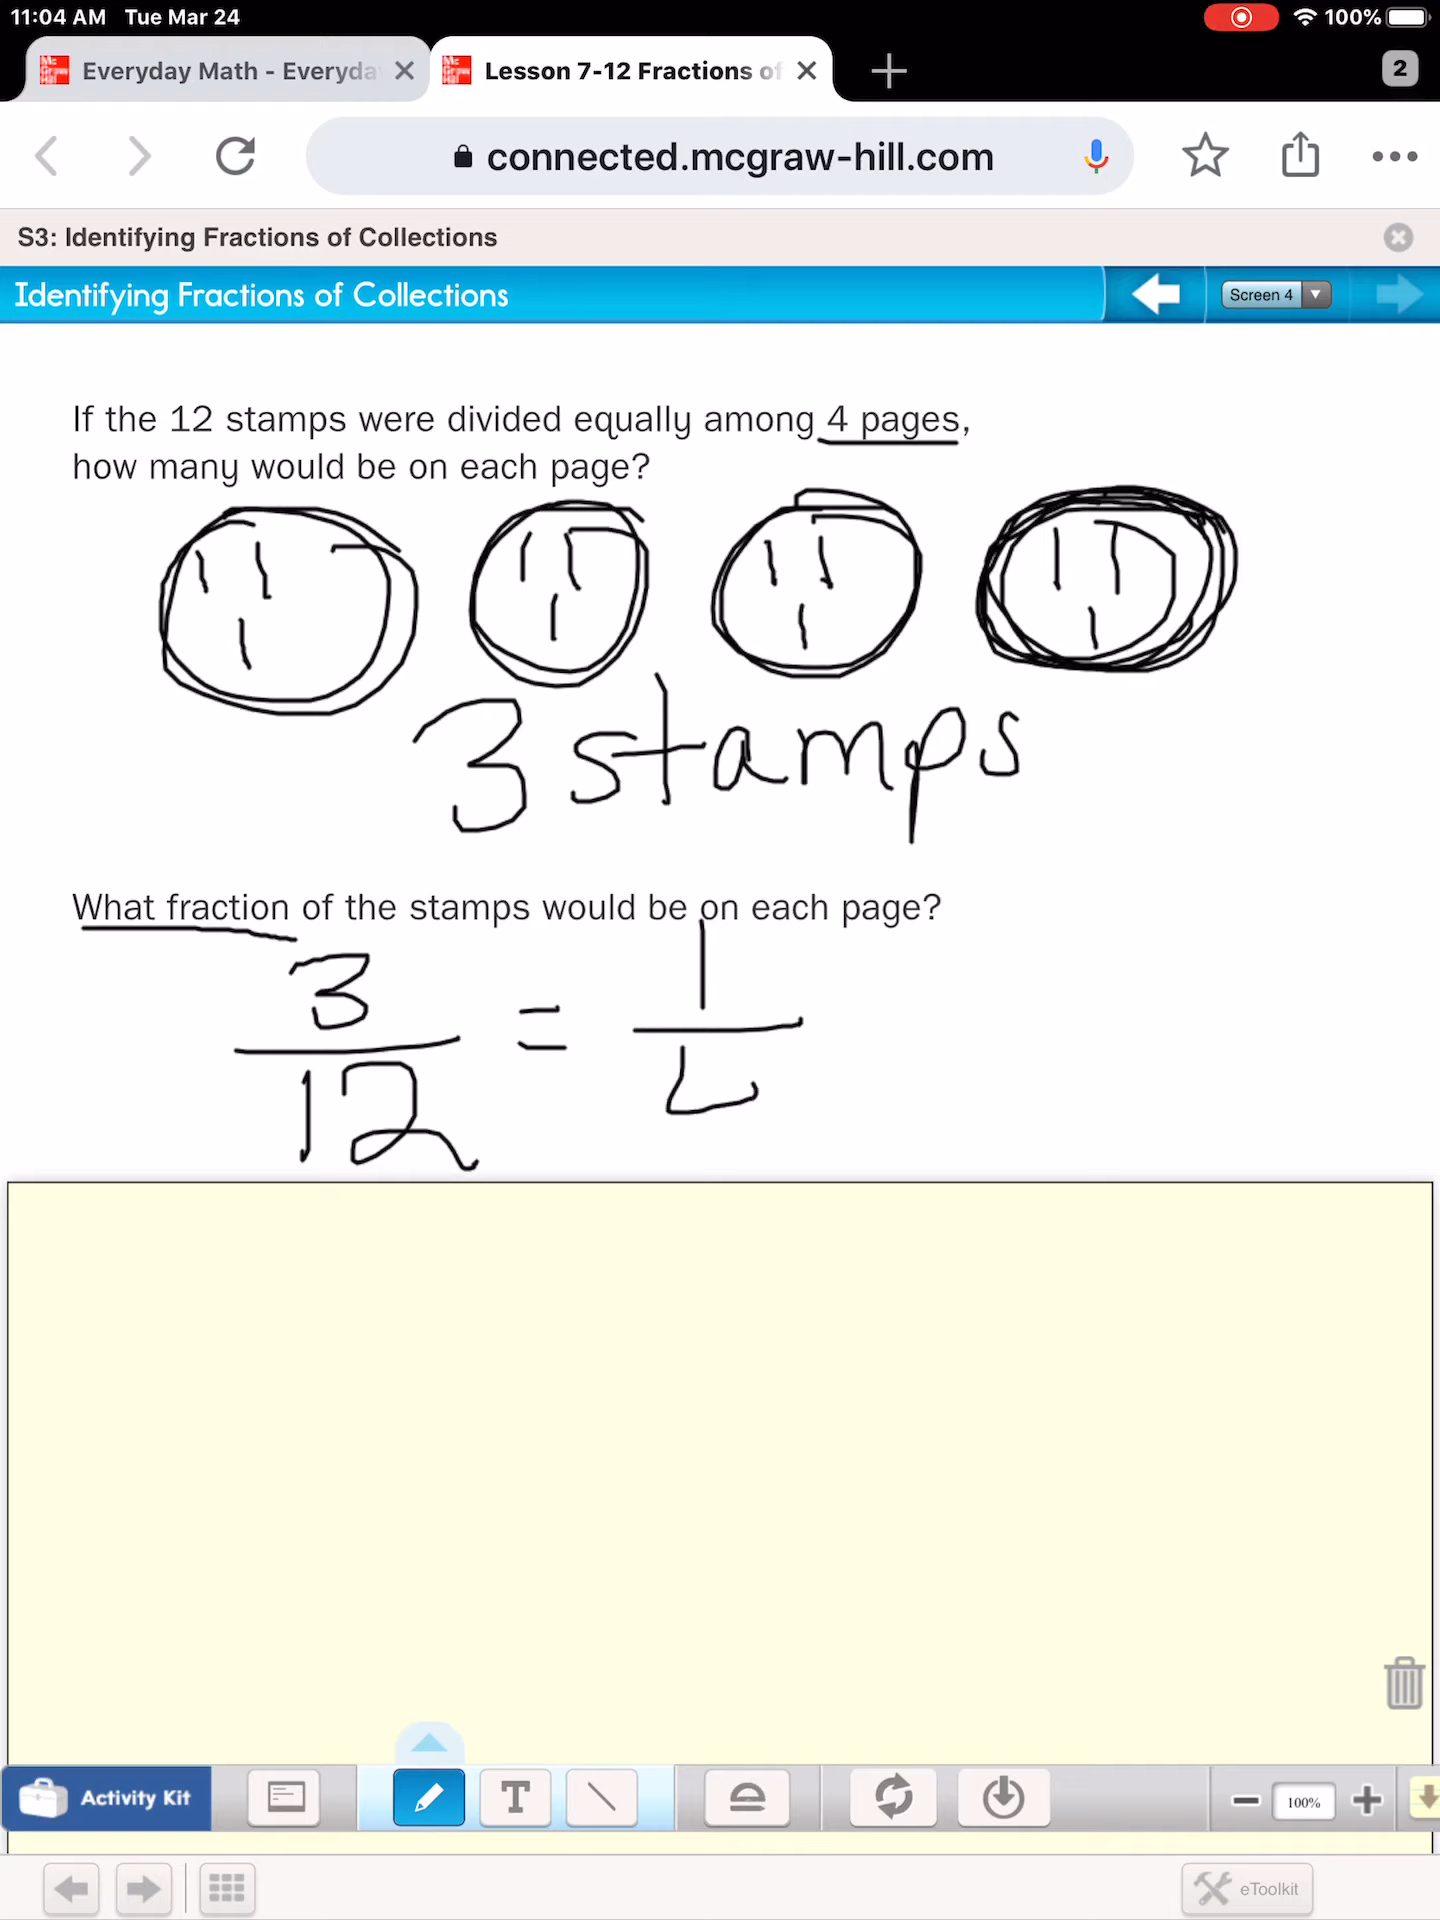 11:04 AM Tue Mar 24 100%
Everyday Math - Everyda Lesson 7-12 Fractions of 2
connected.mcgraw-hill.com
S3: Identifying Fractions of Collections
Identifying Fractions of Collections Screen 4
If the 12 stamps were divided equally among 4 pages,
how many would be on each page?
3 stamps
What fraction of the stamps would be on each page?
3 1
=
12
Activity Kit T 100%
eToolkit